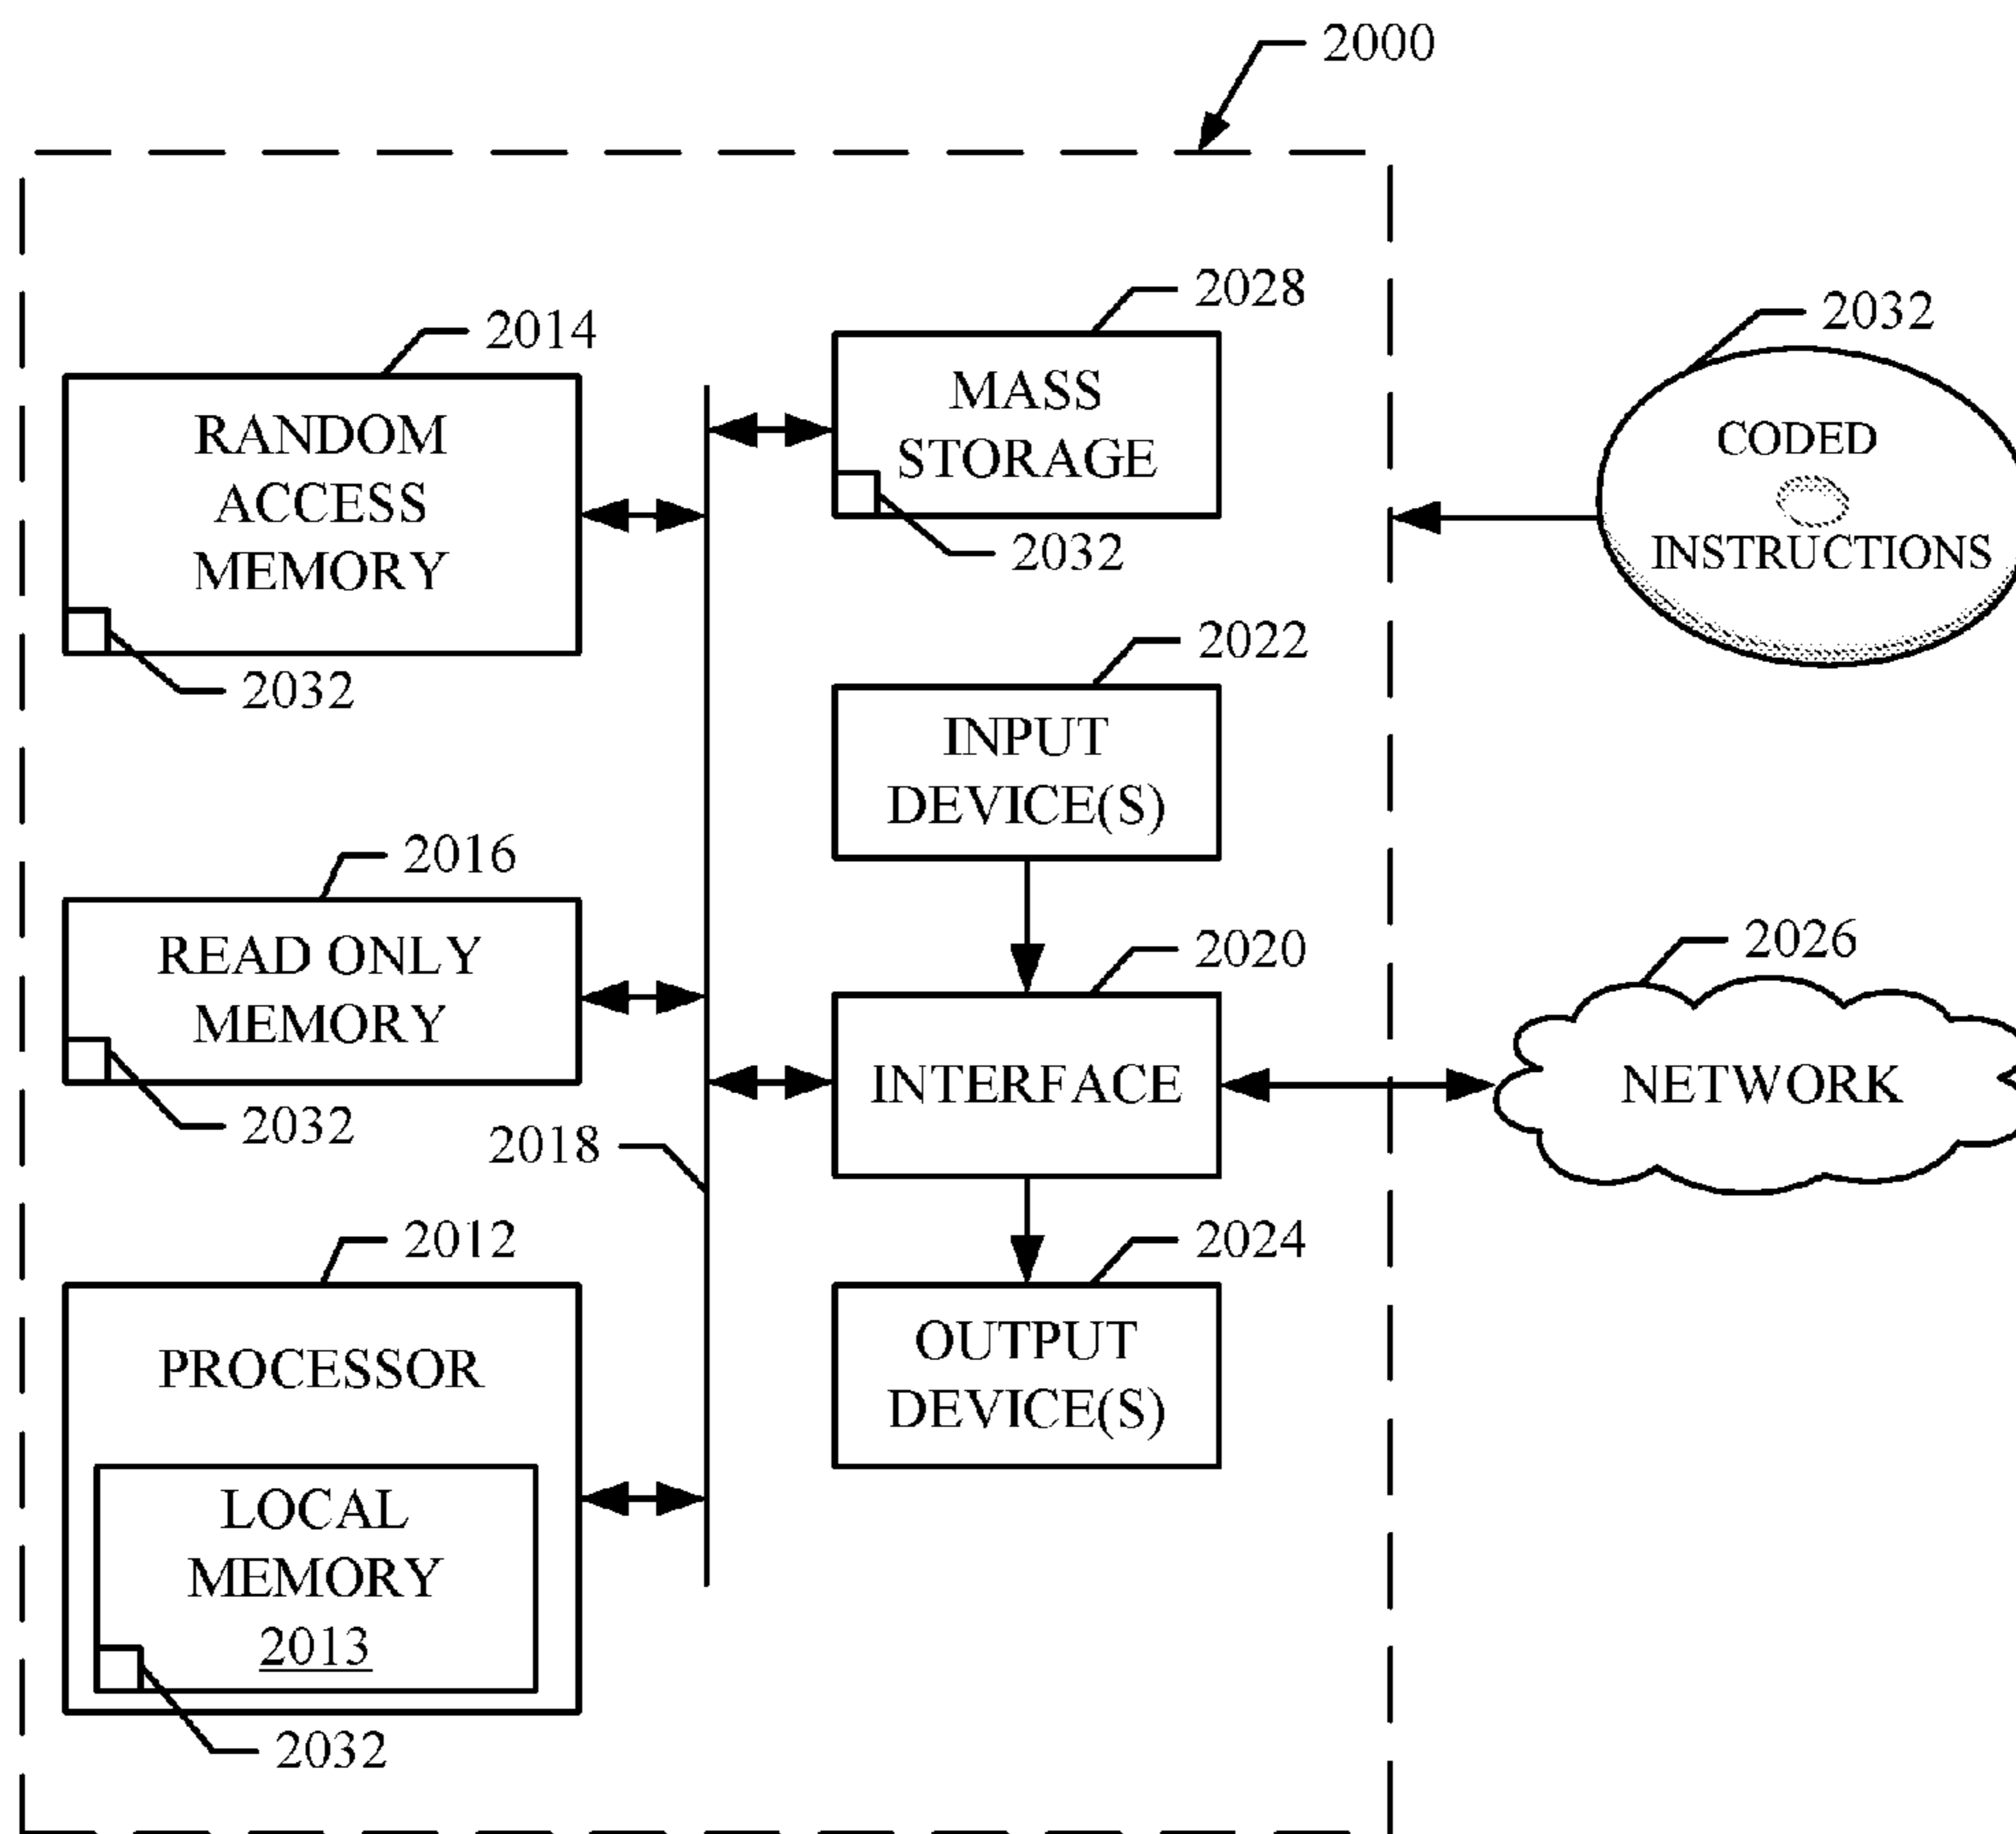 2000
2028
2032
2014
MASS
STORAGE
RANDOM
ACCESS
MEMORY
CODED
INSTRUCTIONS
2032
2022
2032
INPUT
DEVICE(S)
2016
2020
2026
READ ONLY
MEMORY
INTERFACE
NETWORK
2032
2018
2012
2024
PROCESSOR
OUTPUT
DEVICE(S)
LOCAL
MEMORY
2013
2032